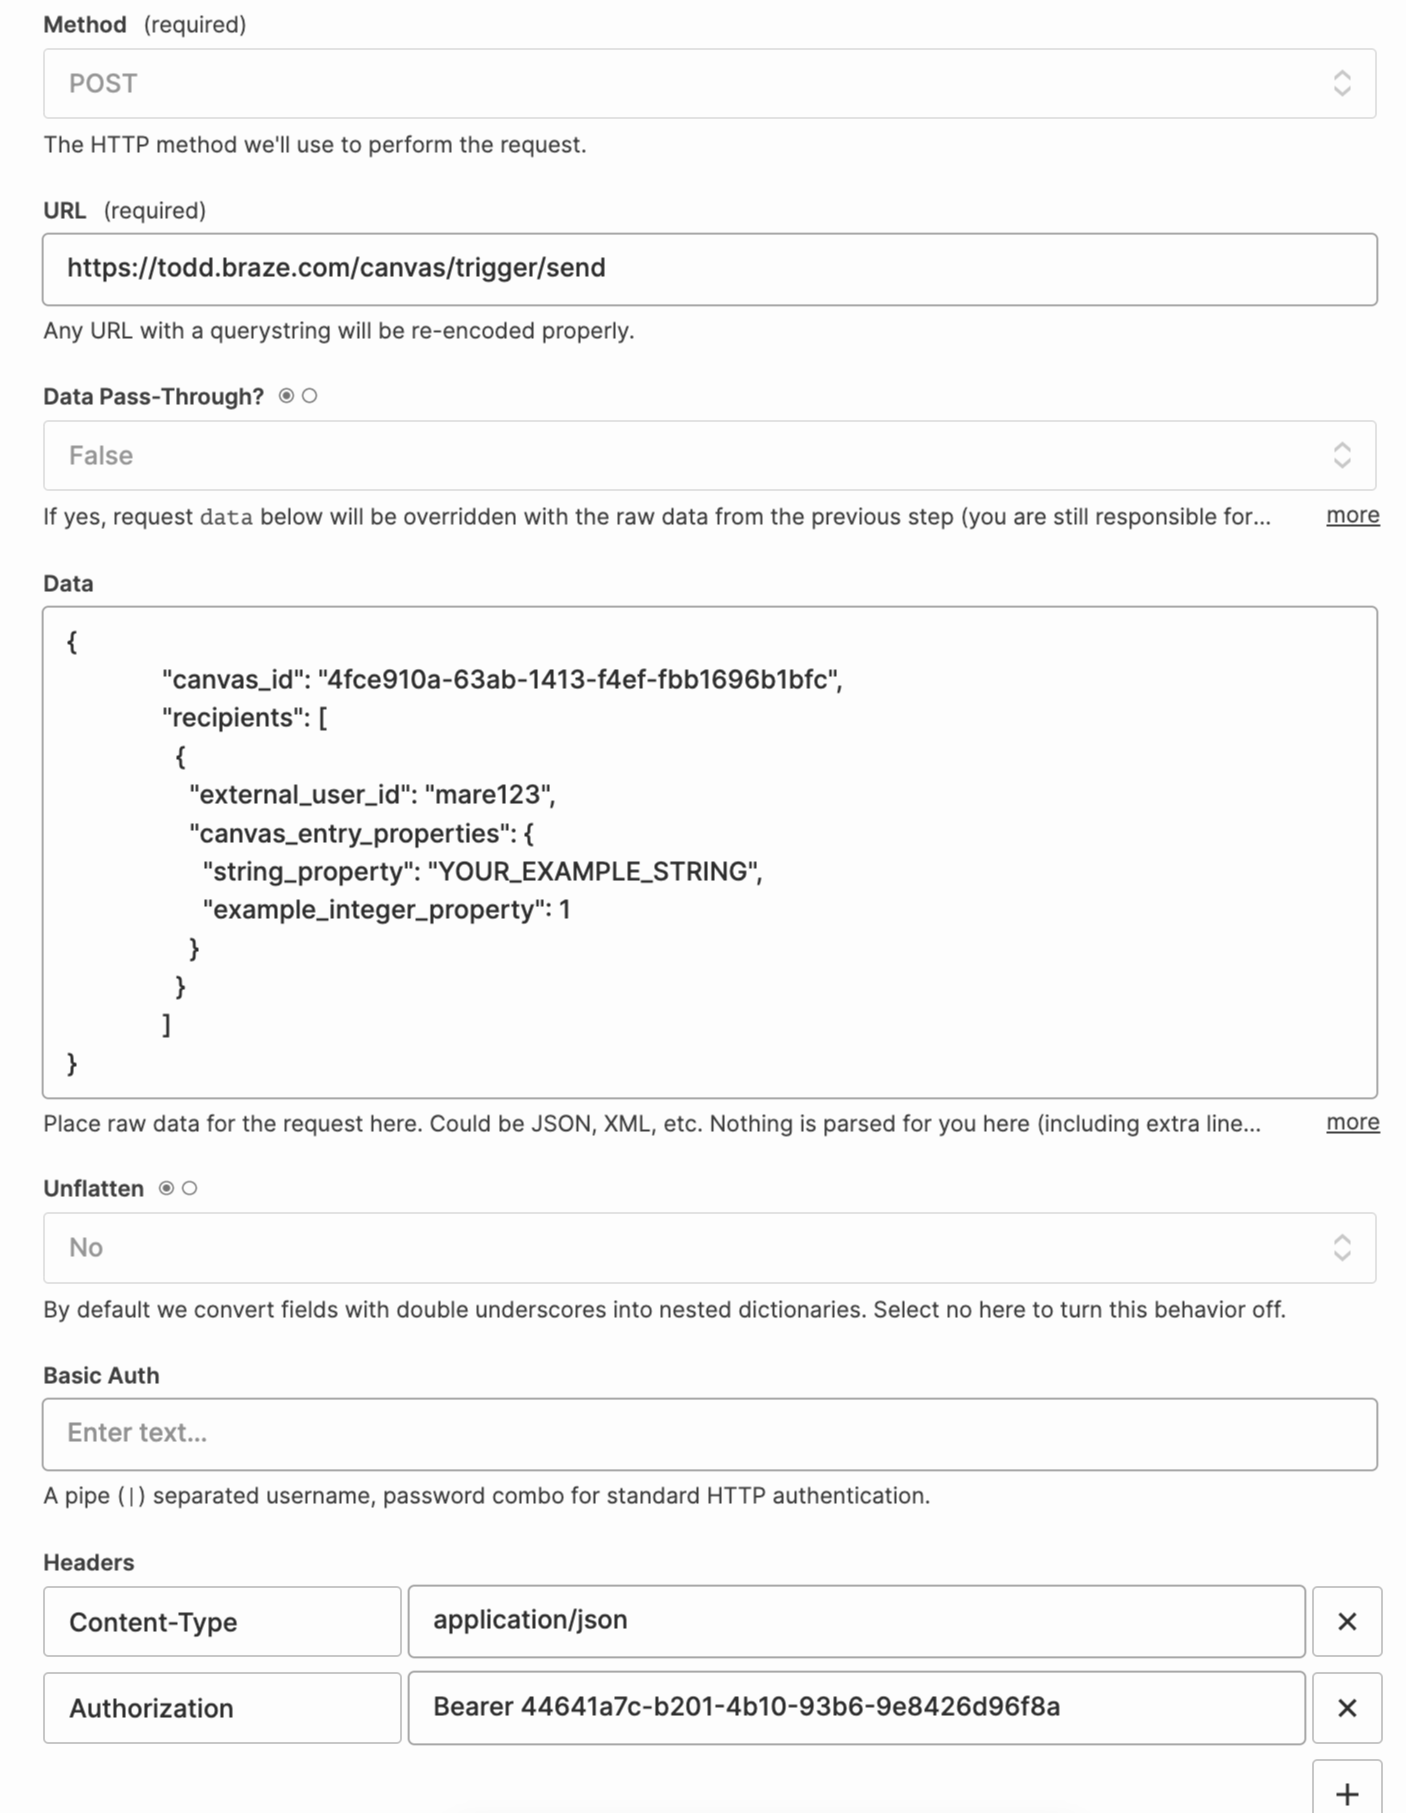 Method (required)
POST
The HTTP method we'll use to perform the request.
URL (required)
https://todd.braze.com/canvas/trigger/send
Any URL with a querystring will be re-encoded properly.
Data Pass-Through?
False
If yes, request data below will be overridden with the raw data from the previous step (you are still responsible for... more
Data
{
"canvas_id": "4fce910a-63ab-1413-f4ef-fbb1696b1bfc",
"recipients": [
{
"external_user_id": "mare123",
"canvas_entry_properties": {
"string_property": "YOUR_EXAMPLE_STRING",
"example_integer_property": 1
}
}
]
}
Place raw data for the request here. Could be JSON, XML, etc. Nothing is parsed for you here (including extra line... more
Unflatten
No
By default we convert fields with double underscores into nested dictionaries. Select no here to turn this behavior off.
Basic Auth
Enter text...
A pipe (|) separated username, password combo for standard HTTP authentication.
Headers
Content-Type application/json
Authorization Bearer 44641a7c-b201-4b10-93b6-9e8426d96f8a